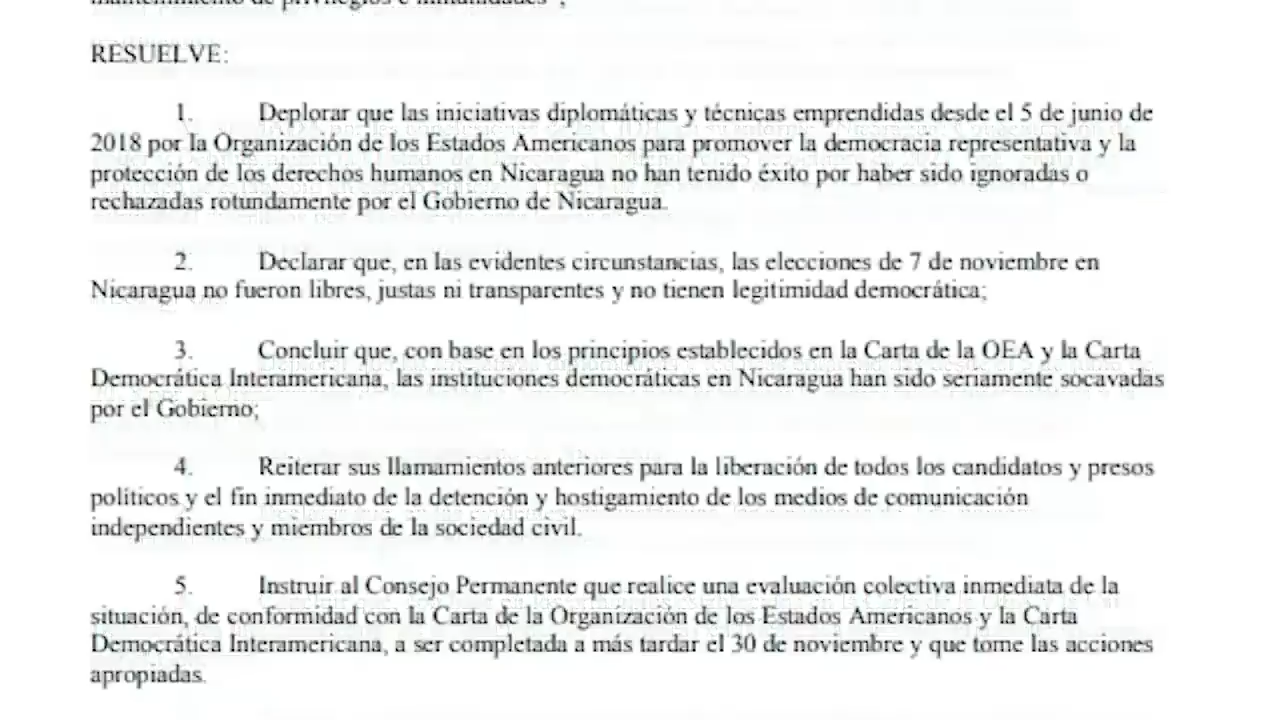 mantenimiento de privilegios e inmunidades";
RESUELVE:
1. Deplorar que las iniciativas diplomáticas y técnicas emprendidas desde el 5 de junio de
2018 por la Organización de los Estados Americanos para promover la democracia representativa y la
protección de los derechos humanos en Nicaragua no han tenido éxito por haber sido ignoradas o
rechazadas rotundamente por el Gobierno de Nicaragua.
2. Declarar que, en las evidentes circunstancias, las elecciones de 7 de noviembre en
Nicaragua no fueron libres, justas ni transparentes y no tienen legitimidad democrática;
3. Concluir que, con base en los principios establecidos en la Carta de la OEA y la Carta
Democrática Interamericana, las instituciones democráticas en Nicaragua han sido seriamente socavadas
por el Gobierno;
4. Reiterar sus llamamientos anteriores para la liberación de todos los candidatos y presos
políticos y el fin inmediato de la detención y hostigamiento de los medios de comunicación
independientes y miembros de la sociedad civil.
5. Instruir al Consejo Permanente que realice una evaluación colectiva inmediata de la
situación, de conformidad con la Carta de la Organización de los Estados Americanos y la Carta
Democrática Interamericana, a ser completada a más tardar el 30 de noviembre y que tome las acciones
apropiadas.